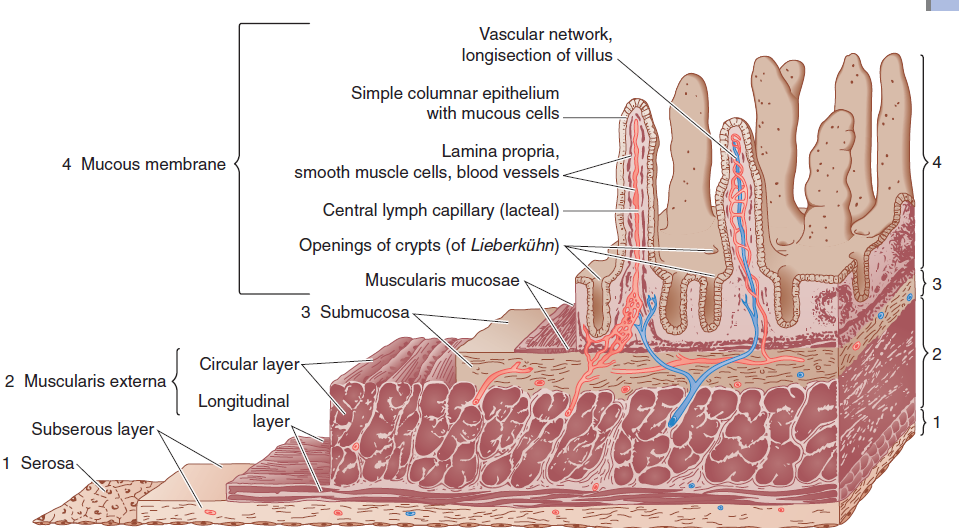 Vascular network,
longisection of villus
Simple columnar epithelium
with mucous cells
4 Mucous membrane
Lamina propria,
smooth muscle cells, blood vessels
Central lymph capillary (lacteal)
Openings of crypts (of Lieberkühn)
Muscularis mucosae
3 Submucosa
Circular layer
2 Muscularis externa
Longitudinal
layer
Subserous layer
1 Serosa
4
3
2
1